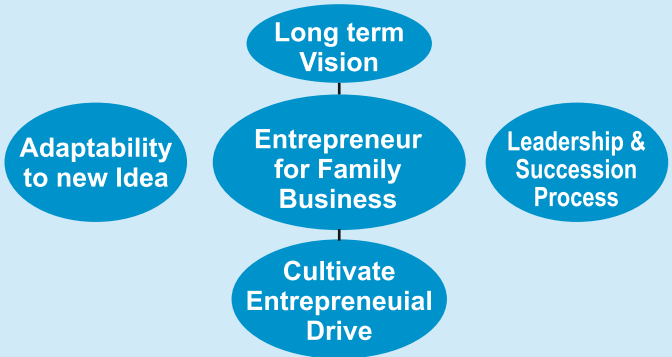 Long term
Vision
Adaptability
to new Idea
Entrepreneur
for Family
Business
Leadership &
Succession
Process
Cultivate
Entrepreneuial
Drive